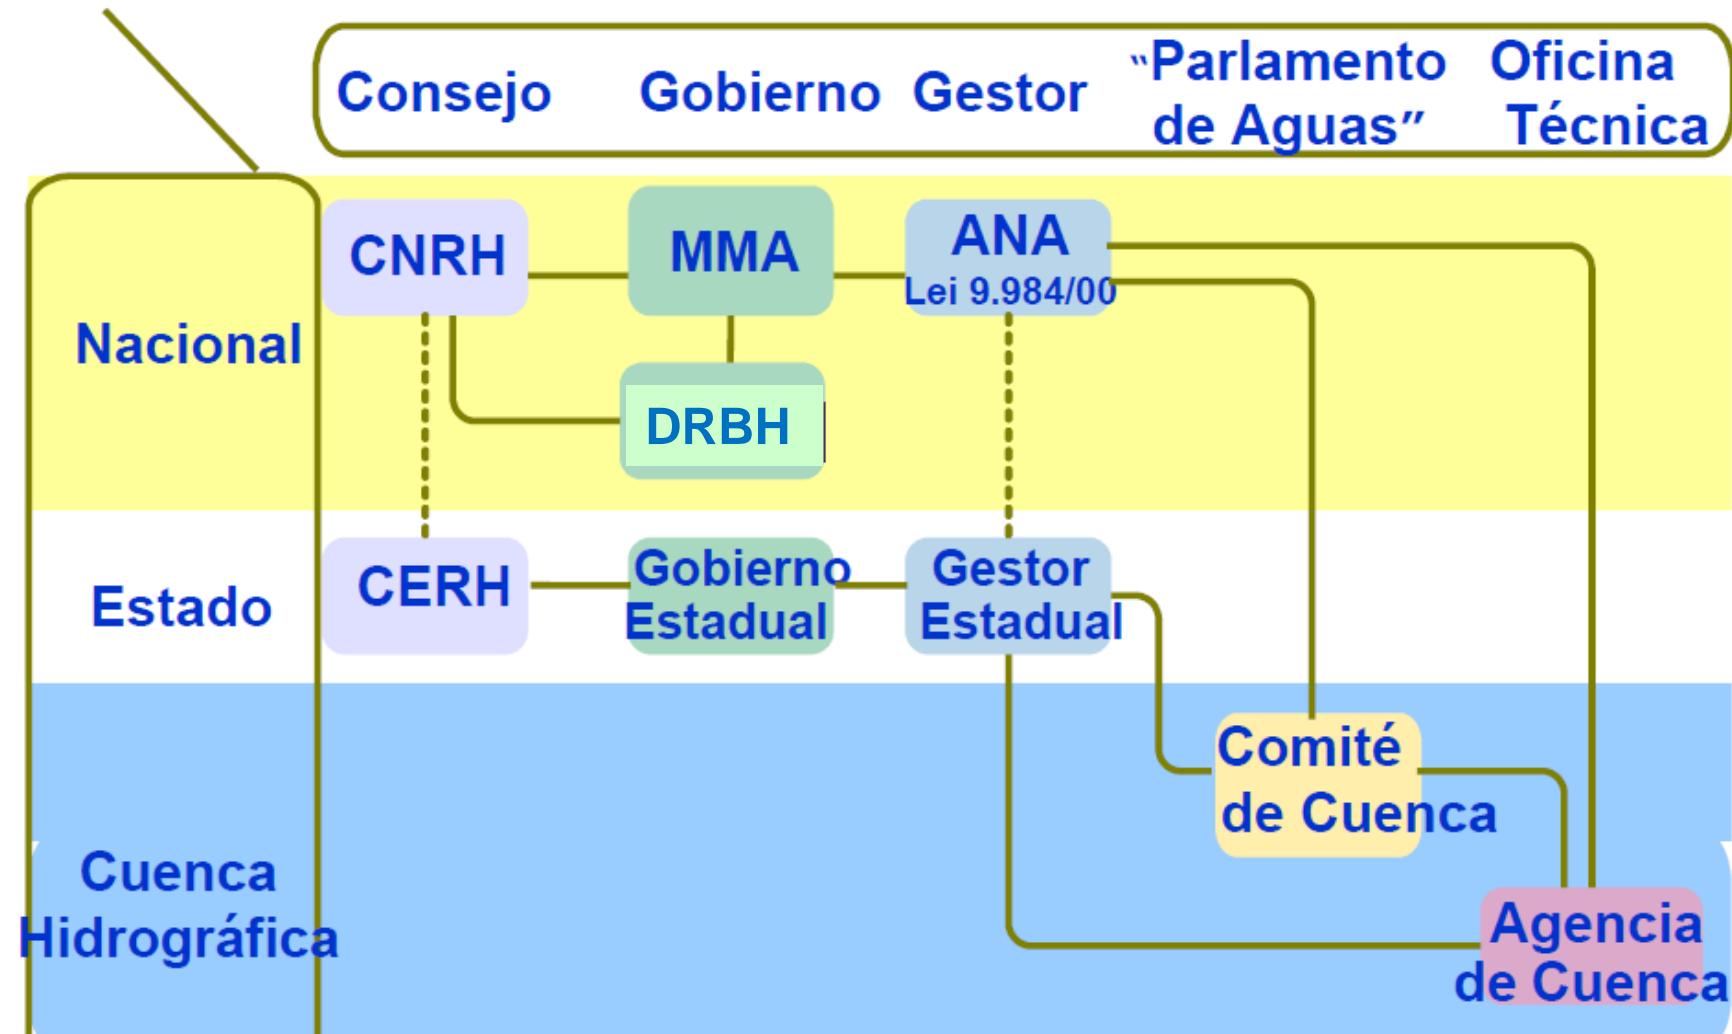 Consejo
Gobierno
Gestor
"Parlamento
de Aguas"
Oficina
Técnica
Nacional
CNRH
MMA
ANA
Lei 9.984/00
DRBH
Estado
CERH
Gobierno
Estadual
Gestor
Estadual
Cuenca
Hidrográfica
Comité
de Cuenca
Agencia
de Cuenca